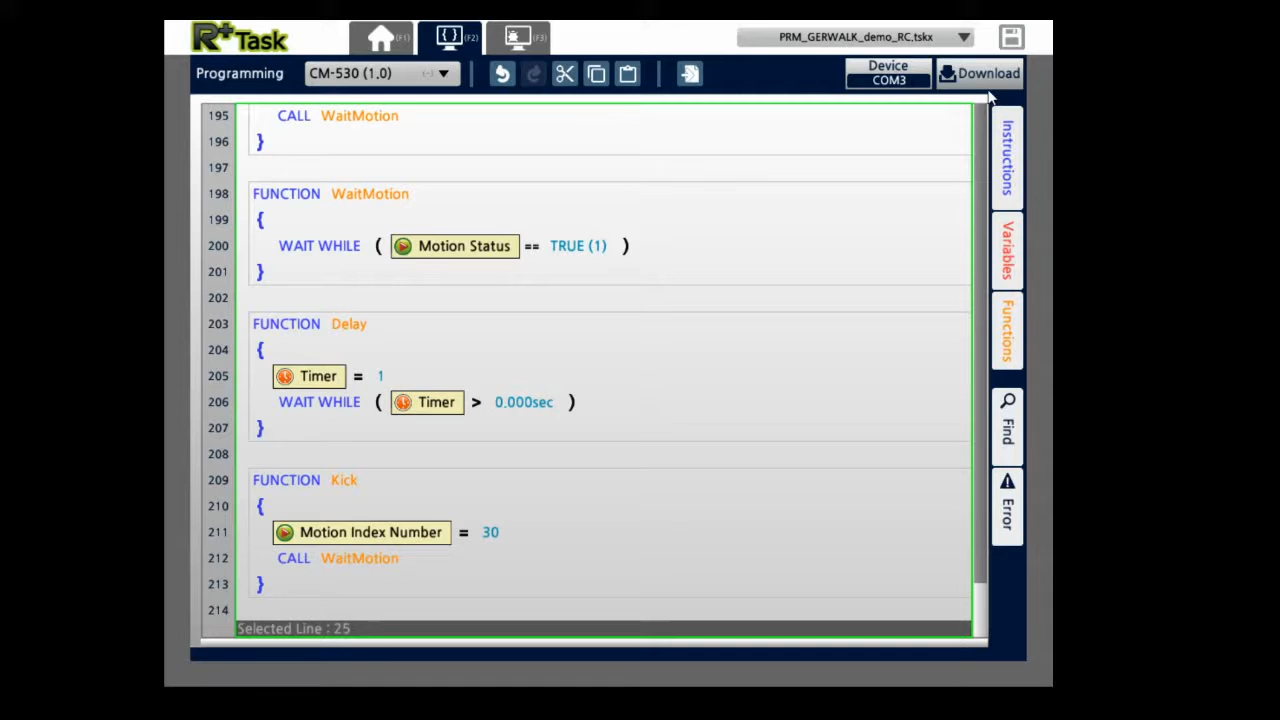 R+Task (F1) (F2) (F3) PRM_GERWALK_demo_RC.tskx
Programming CM-530 (1.0) Device COM3 Download
195 CALL WaitMotion
196 }
197
198 FUNCTION WaitMotion
199 {
200 WAIT WHILE ( Motion Status == TRUE (1) )
201 }
202
203 FUNCTION Delay
204 {
205 Timer = 1
206 WAIT WHILE ( Timer > 0.000sec )
207 }
208
209 FUNCTION Kick
210 {
211 Motion Index Number = 30
212 CALL WaitMotion
213 }
214
Selected Line : 25
Instructions
Variables
Functions
Find
Error